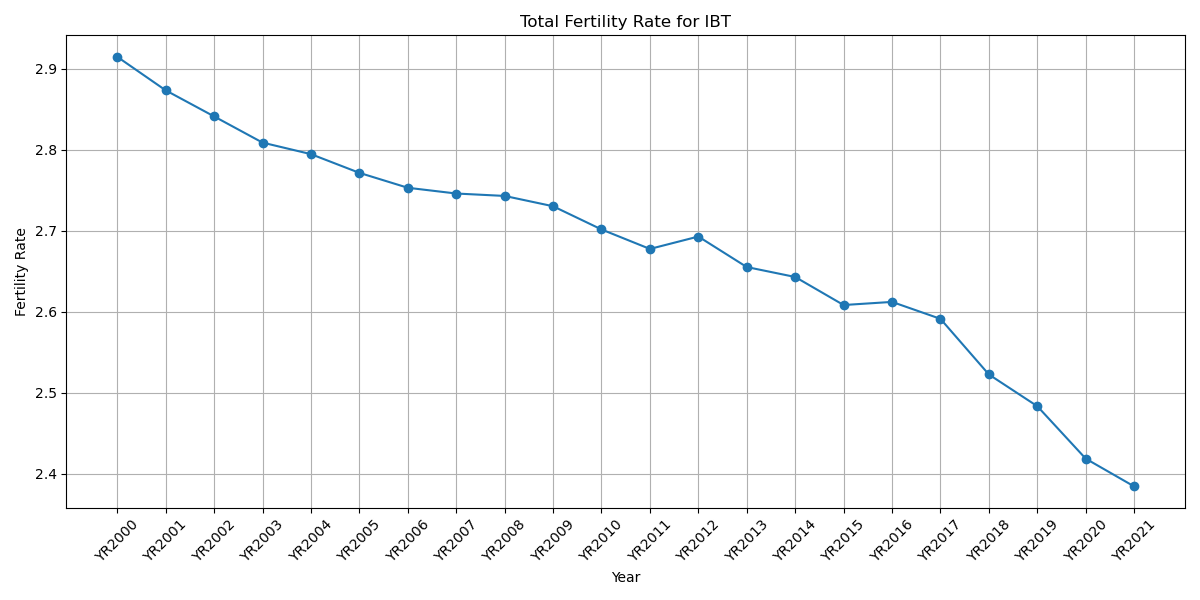 Total Fertility Rate for IBT
Fertility Rate
2.9
2.8
2.7
2.6
2.5
2.4
YR2000
YR2001
YR2002
YR2003
YR2004
YR2005
YR2006
YR2007
YR2008
YR2009
YR2010
YR2011
YR2012
YR2013
YR2014
YR2015
YR2016
YR2017
YR2018
YR2019
YR2020
YR2021
Year